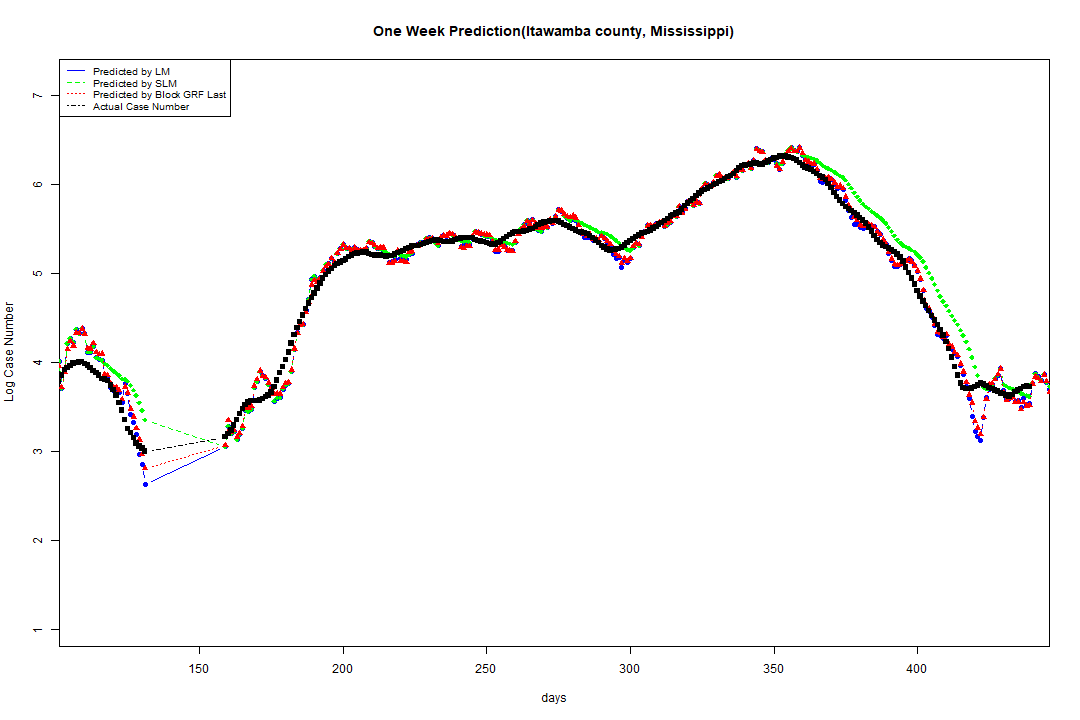 One Week Prediction(Itawamba county, Mississippi)
Predicted by LM
Predicted by SLM
Predicted by Block GRF Last
Actual Case Number
7
6
5
4
3
2
1
Log Case Number
150 200 250 300 350 400
days